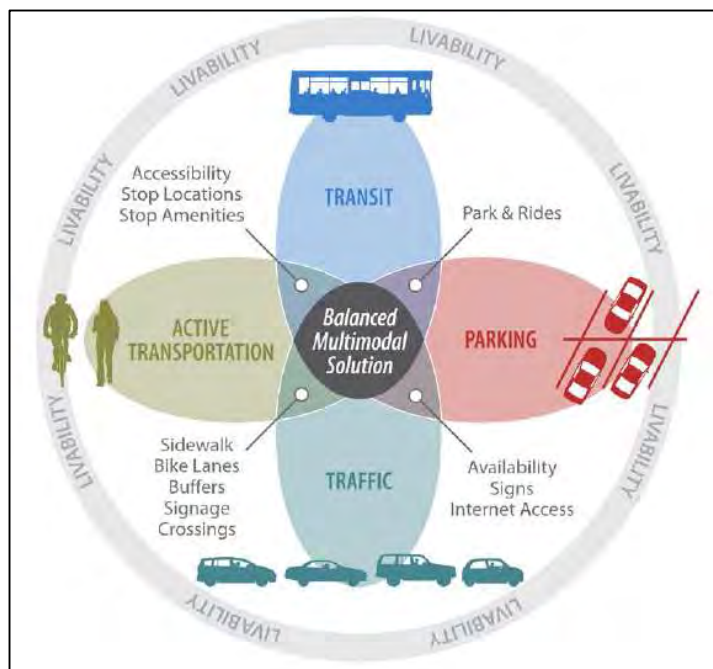 LIVABILITY
LIVABILITY
LIVABILITY
LIVABILITY
LIVABILITY
LIVABILITY
LIVABILITY
LIVABILITY
TRANSIT
Accessibility
Stop Locations
Stop Amenities
Park & Rides
ACTIVE
TRANSPORTATION
Balanced
Multimodal
Solution
PARKING
Sidewalk
Bike Lanes
Buffers
Signage
Crossings
TRAFFIC
Availability
Signs
Internet Access